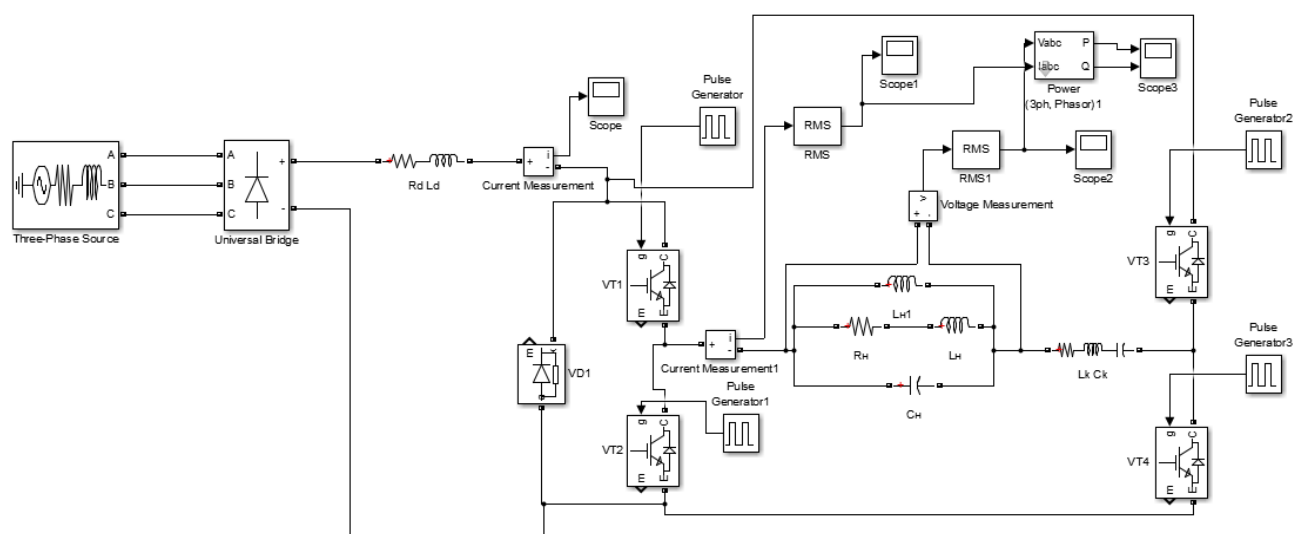 Three-Phase Source
A
B
C
A
B
C
+
-
Universal Bridge
Rd Ld
+
i
-
Current Measurement
Scope
Pulse
Generator
g
C
m
E
VT1
m
k
a
VD1
g
C
m
E
VT2
Pulse
Generator1
+
i
-
Current Measurement1
RMS
RMS
Scope1
RMS
RMS1
Scope2
Vabc
Iabc
P
Q
Power
(3ph, Phasor) 1
Scope3
v
+
-
Voltage Measurement
LH1
RH
LH
CH
Lk Ck
Pulse
Generator2
g
C
m
E
VT3
Pulse
Generator3
g
C
m
E
VT4